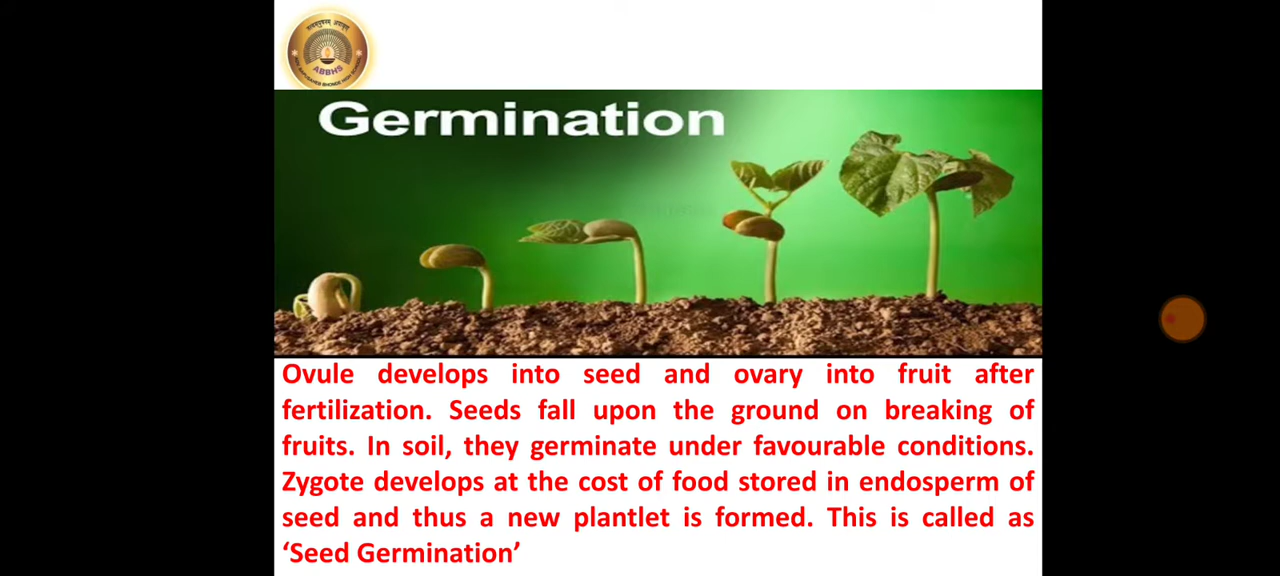 ABBHS
Germination
Ovule develops into seed and ovary into fruit after
fertilization. Seeds fall upon the ground on breaking of
fruits. In soil, they germinate under favourable conditions.
Zygote develops at the cost of food stored in endosperm of
seed and thus a new plantlet is formed. This is called as
‘Seed Germination’